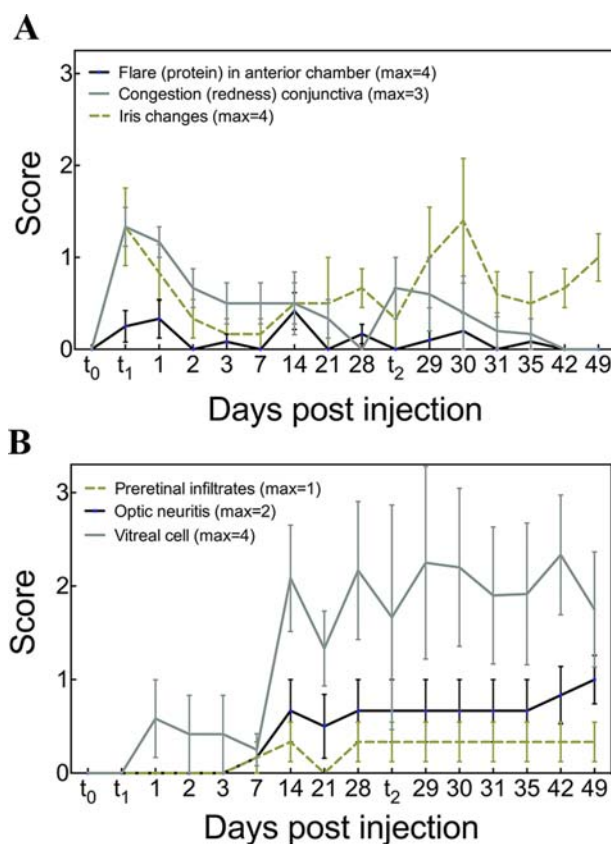 A
3
Flare (protein) in anterior chamber (max=4)
Congestion (redness) conjunctiva (max=3)
Iris changes (max=4)
2
Score
1
0
t0 t1 1 2 3 7 14 21 28 t2 29 30 31 35 42 49
Days post injection
B
3
Preretinal infiltrates (max=1)
Optic neuritis (max=2)
Vitreal cell (max=4)
2
Score
1
0
t0 t1 1 2 3 7 14 21 28 t2 29 30 31 35 42 49
Days post injection